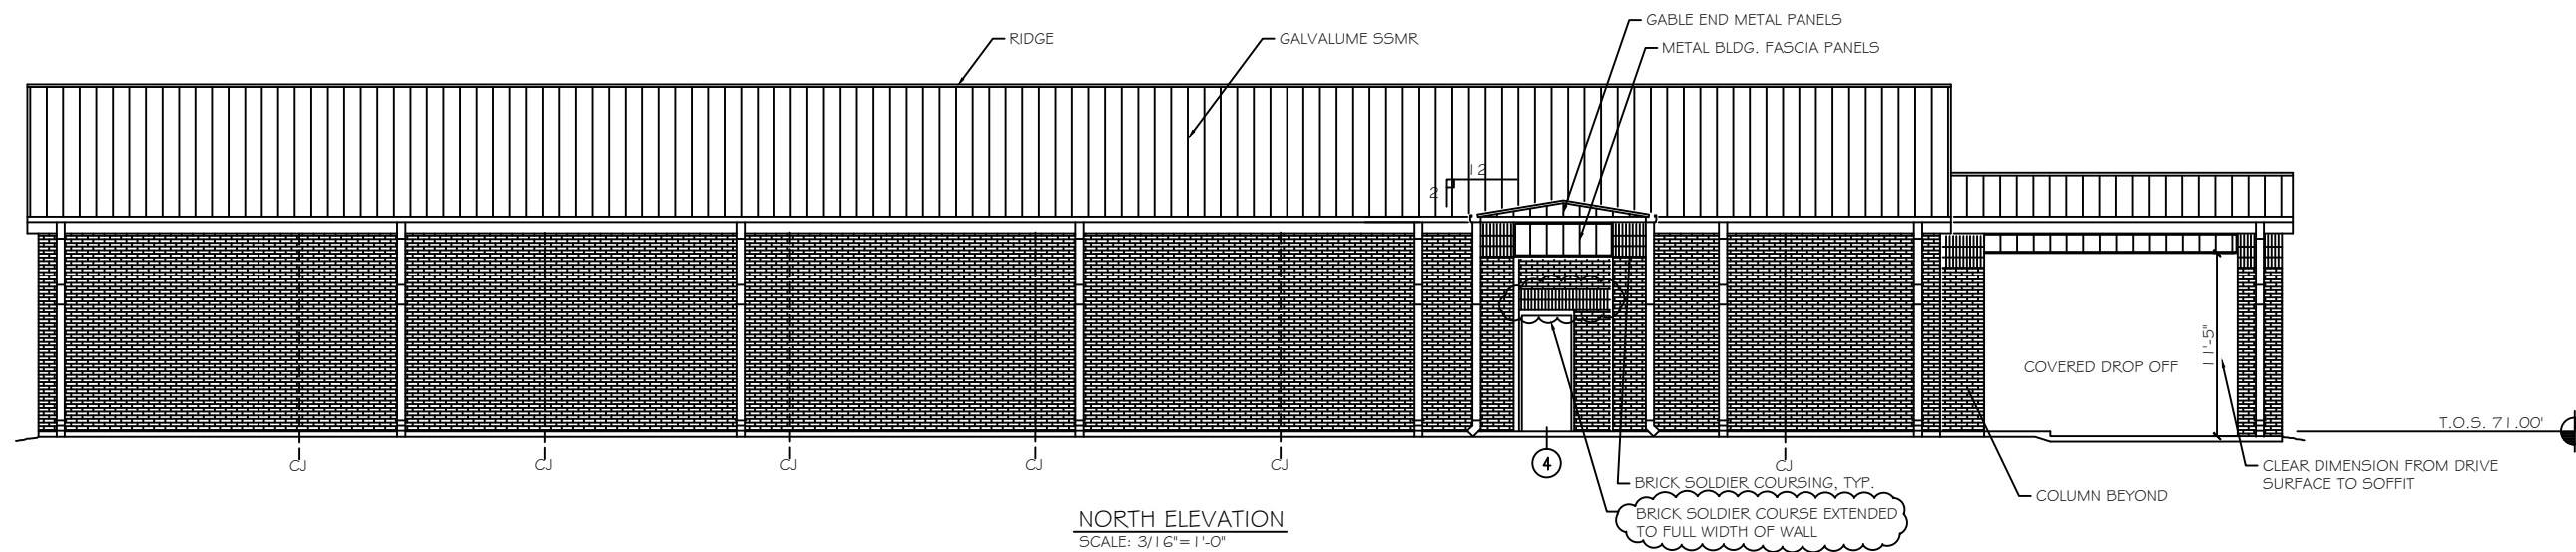 GABLE END METAL PANELS
RIDGE
GALVALUME SSMR
METAL BLDG. FASCIA PANELS
12
2
11'-5"
COVERED DROP OFF
T.O.S. 71.00'
CJ
CJ
CJ
CJ
CJ
4
CJ
CLEAR DIMENSION FROM DRIVE
SURFACE TO SOFFIT
BRICK SOLDIER COURSING, TYP.
COLUMN BEYOND
BRICK SOLDIER COURSE EXTENDED
TO FULL WIDTH OF WALL
NORTH ELEVATION
SCALE: 3/16"=1'-0"